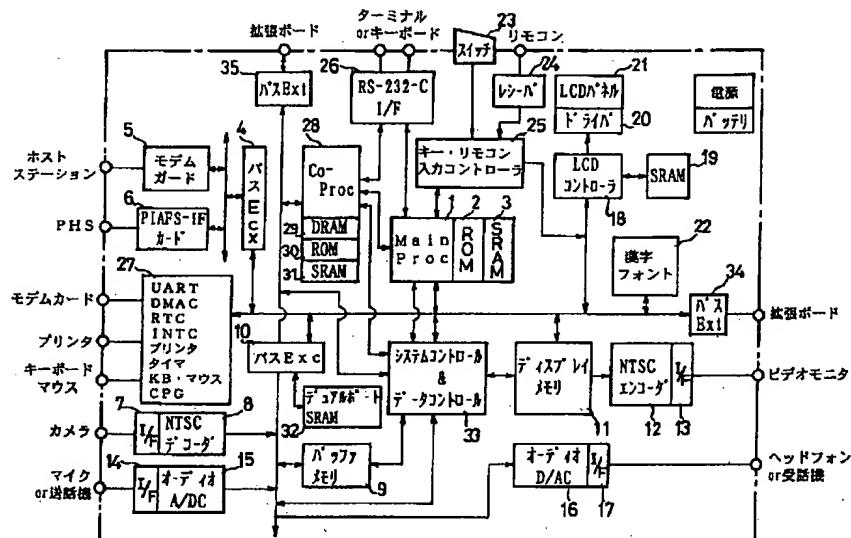 拡張ボード
ターミナル
orキーボード
23
リモコン
スイッチ
35
バスExi
26
RS-232-C
I/F
24
レシーバ
21
LCDパネル
ドライバ
20
電源
バッテリ
5
モデム
ガード
ホスト
ステーション
4
バスEcx
28
Co-
Proc
25
キー・リモコン
入力コントローラ
LCD
コントローラ
18
SRAM
19
6
PIAFS-IF
カード
PHS
29
DRAM
30
ROM
31
SRAM
1
2
3
Main
Proc
ROM
SRAM
22
漢字
フォント
34
バス
Exi
拡張ボード
27
UART
DMAC
RTC
INTC
プリンタ
タイマ
KB・マウス
CPG
モデムカード
プリンタ
キーボード
マウス
10
バスExc
デュアルポート
SRAM
32
システムコントロール
&
データコントロール
33
ディスプレイ
メモリ
11
NTSC
エンコーダ
I/F
12
13
ビデオモニタ
カメラ
7
8
I/F
NTSC
デコーダ
14
15
マイク
or送話機
I/F
オーディオ
A/DC
バッファ
メモリ
9
オーディオ
D/AC
I/F
16
17
ヘッドフォン
or受話機